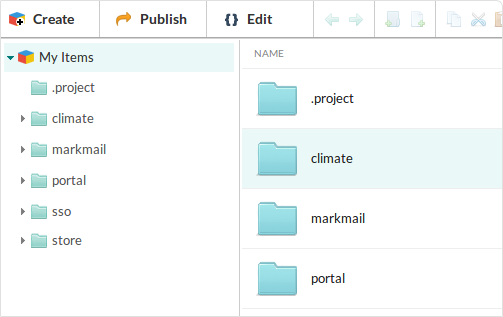 Create Publish Edit
My Items
.project
climate
markmail
portal
sso
store
NAME
.project
climate
markmail
portal